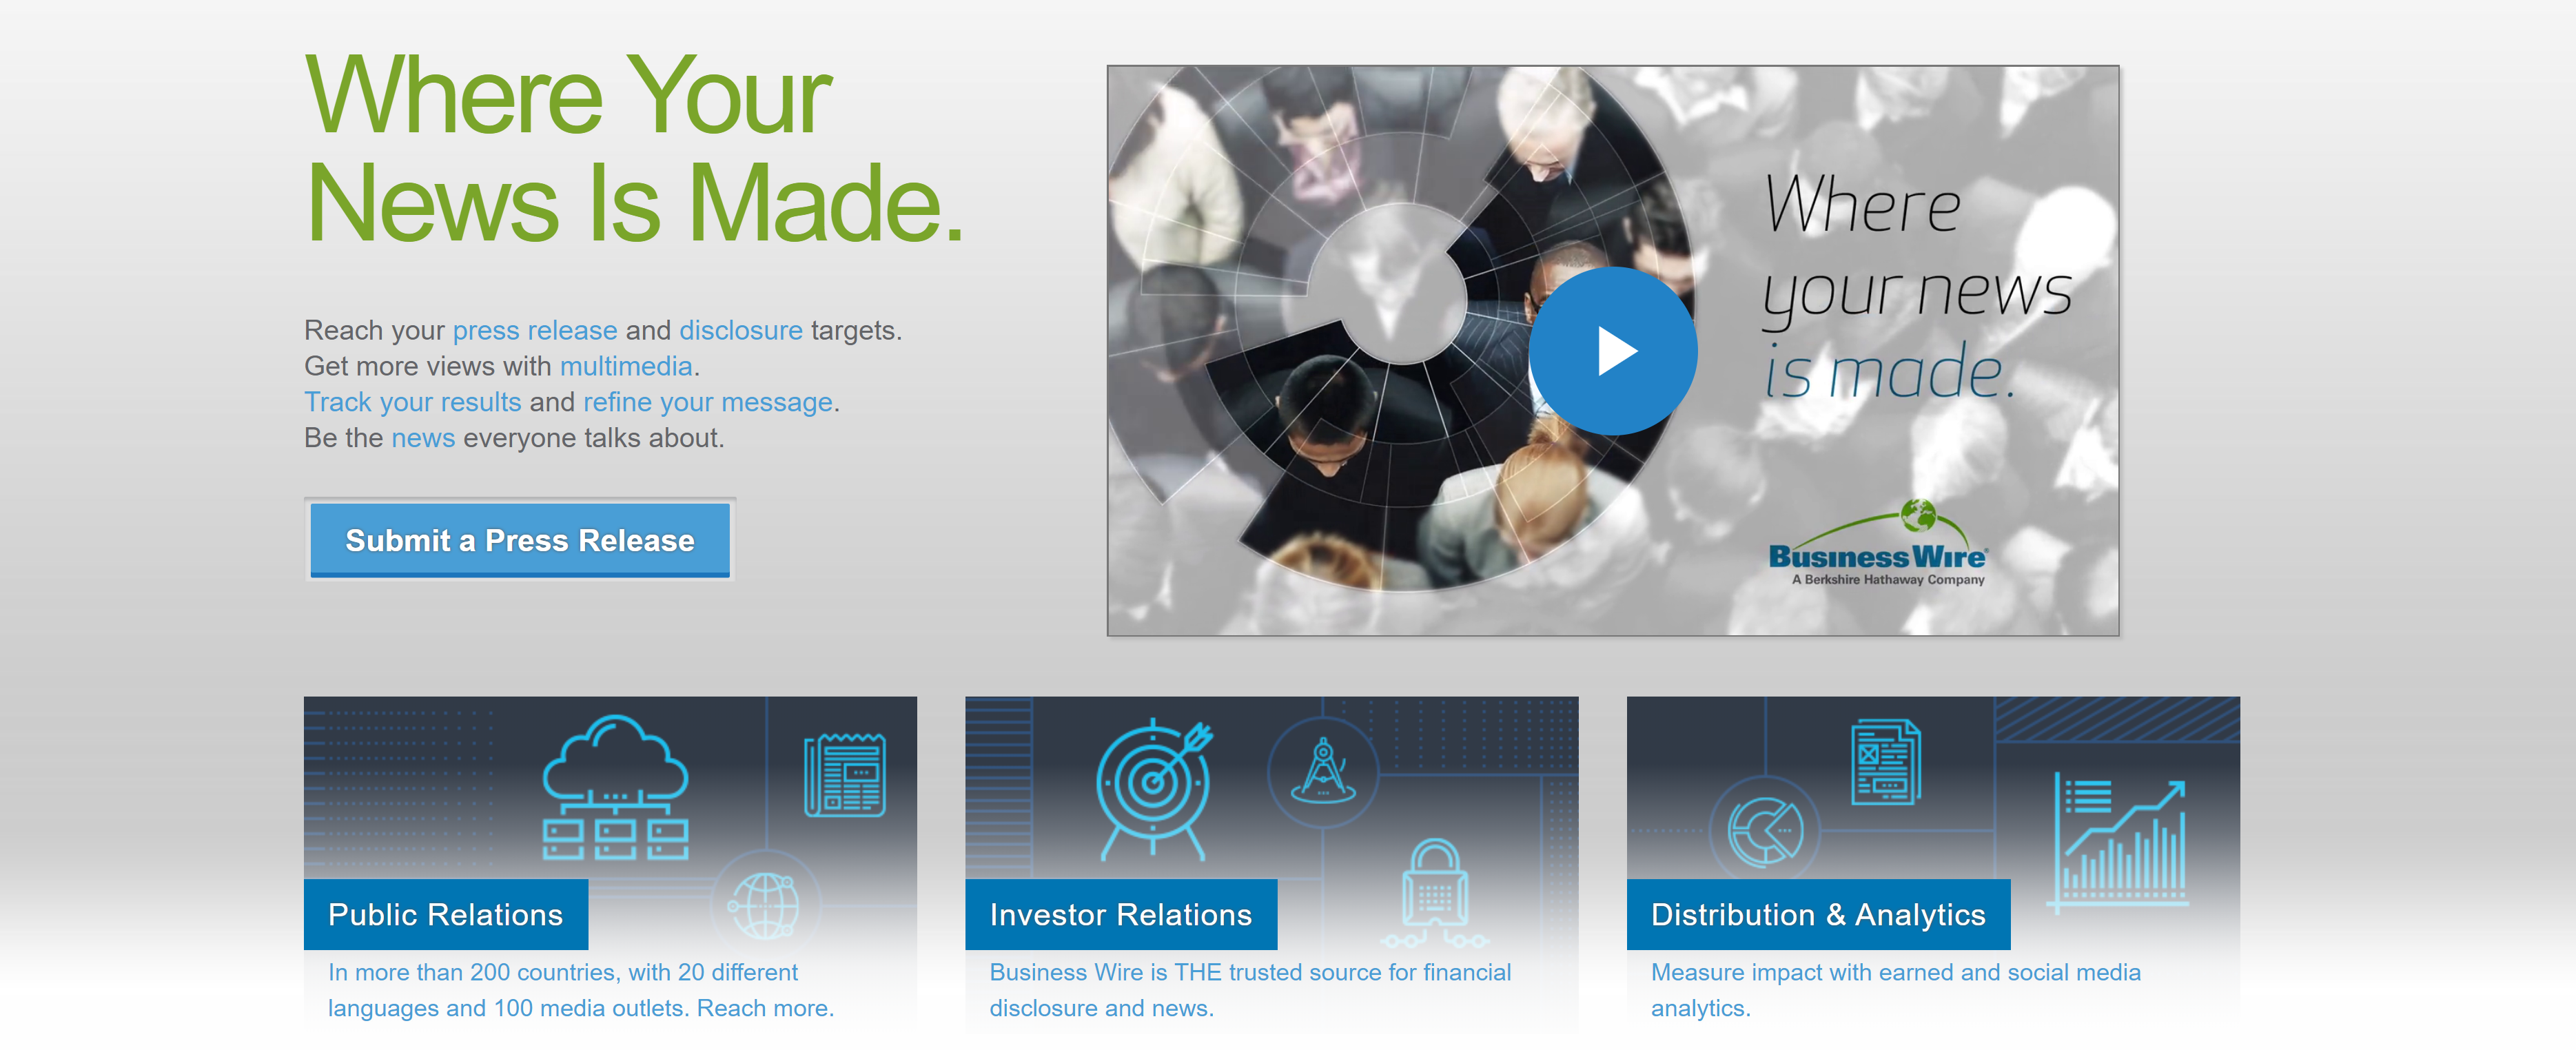 Where Your
News Is Made.
Reach your press release and disclosure targets.
Get more views with multimedia.
Track your results and refine your message.
Be the news everyone talks about.
Submit a Press Release
Where
your news
is made.
Business Wire®
A Berkshire Hathaway Company
Public Relations
In more than 200 countries, with 20 different
languages and 100 media outlets. Reach more.
Investor Relations
Business Wire is THE trusted source for financial
disclosure and news.
Distribution & Analytics
Measure impact with earned and social media
analytics.